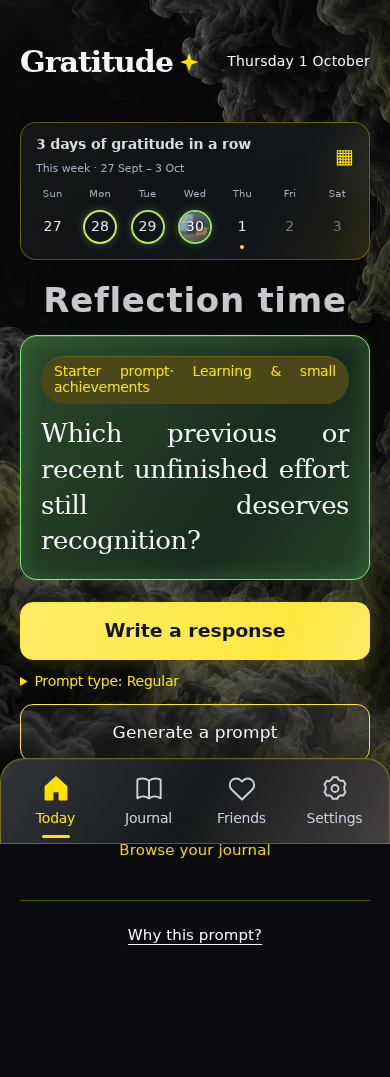 Gratitude
Thursday 1 October
3 days of gratitude in a row
This week · 27 Sept – 3 Oct
Sun Mon Tue Wed Thu Fri Sat
27 28 29 30 1 2 3
Reflection time
Starter prompt· Learning & small
achievements
Which previous or
recent unfinished effort
still deserves
recognition?
Write a response
Prompt type: Regular
Generate a prompt
Today Journal Friends Settings
Browse your journal
Why this prompt?